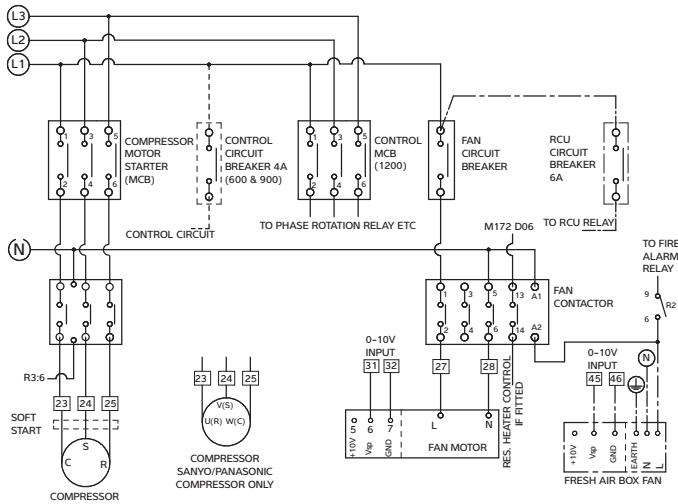 L3
L2
L1
1 3 5
2 4 6
COMPRESSOR
MOTOR
STARTER
(MCB)
CONTROL
CIRCUIT
BREAKER 4A
(600 & 900)
1 3 5
2 4 6
CONTROL
MCB
(1200)
FAN
CIRCUIT
BREAKER
RCU
CIRCUIT
BREAKER
6A
CONTROL CIRCUIT
TO PHASE ROTATION RELAY ETC
M172 D06
TO RCU RELAY
N
TO FIRE
ALARM
RELAY
9
R2
6
1 3 5 13 A1
2 4 6 14 A2
FAN
CONTACTOR
R3:6
23 24 25
SOFT
START
S
C R
COMPRESSOR
23 24 25
V(S)
U(R) W(C)
COMPRESSOR
SANYO/PANASONIC
COMPRESSOR ONLY
0-10V
INPUT
31 32
27
28
RES. HEATER CONTROL
IF FITTED
5 6 7
+10V
Vsp
GND
L
N
FAN MOTOR
0-10V
INPUT
45 46
N
+10V
Vsp
GND
EARTH
N
L
FRESH AIR BOX FAN